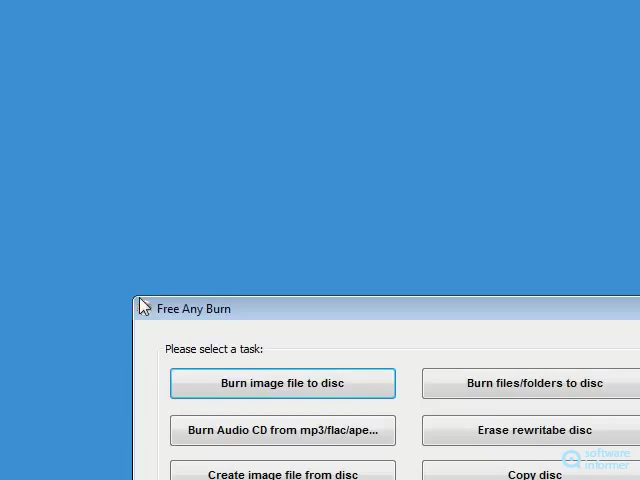 Free Any Burn
Please select a task:
Burn image file to disc
Burn files/folders to disc
Burn Audio CD from mp3/flac/ape...
Erase rewritabe disc
Create image file from disc
Copy disc
software
informer